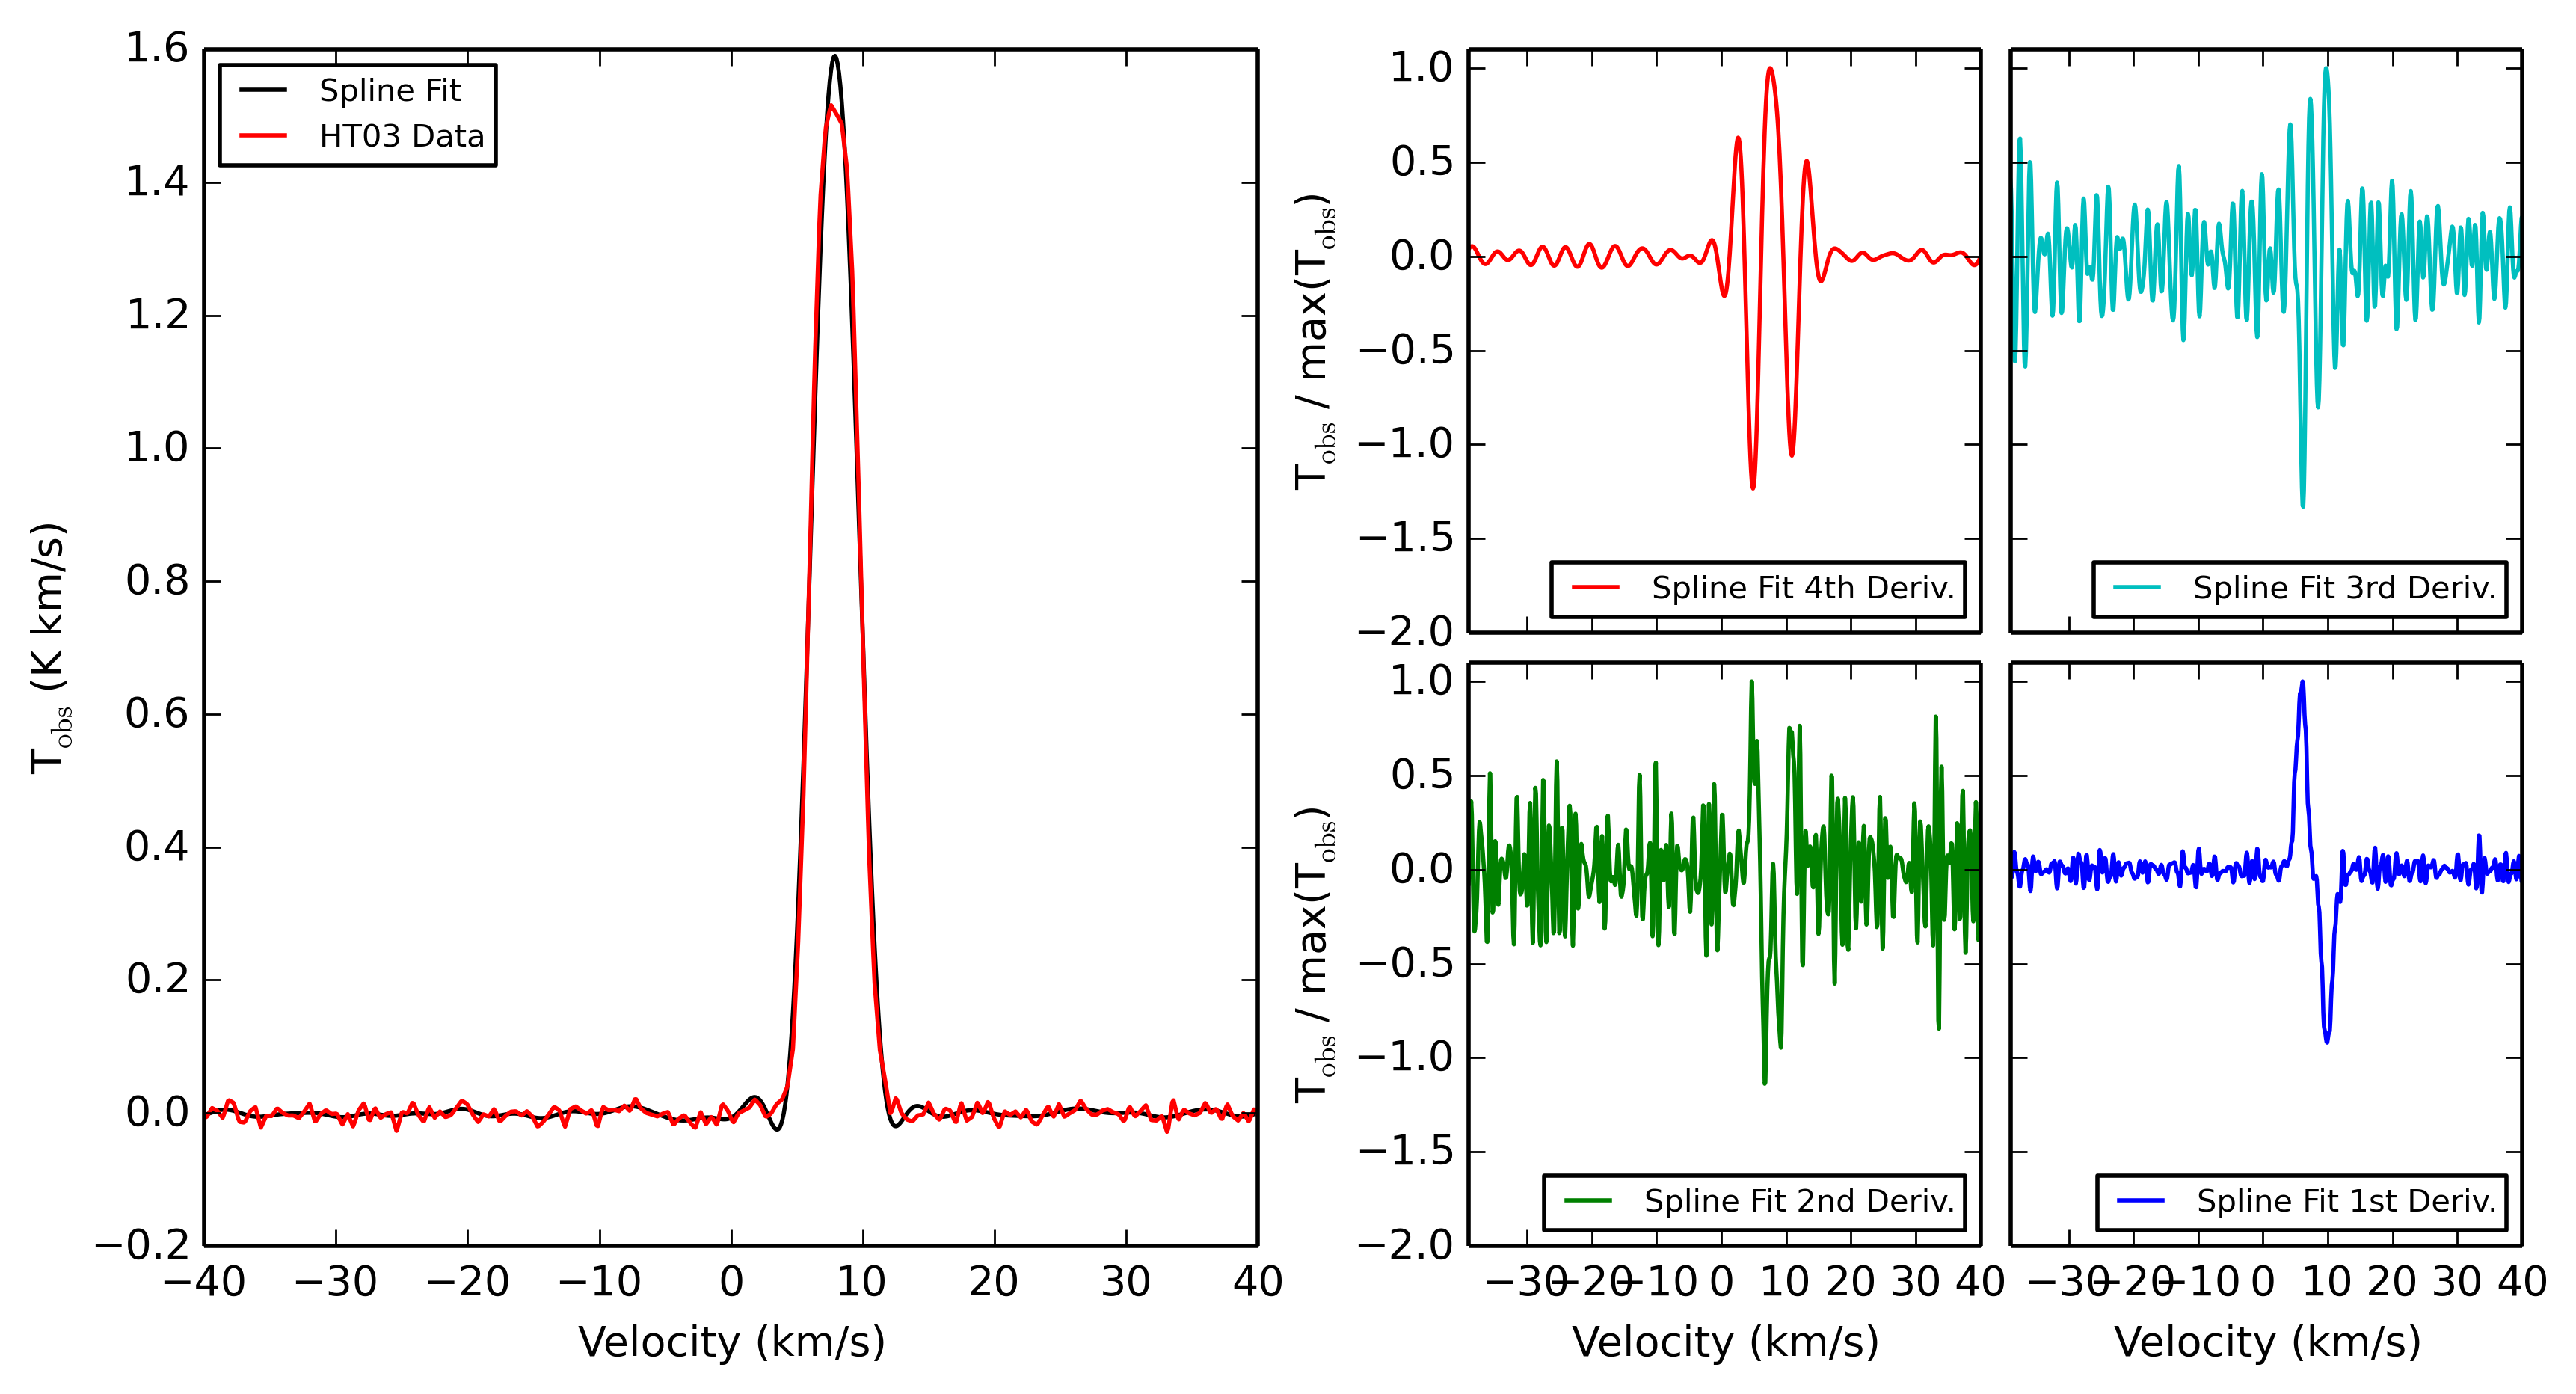 1.6
1.4
1.2
1.0
0.8
0.6
0.4
0.2
0.0
−0.2
T_obs (K km/s)
Spline Fit
HT03 Data
−40 −30 −20 −10 0 10 20 30 40
Velocity (km/s)
1.0
0.5
0.0
−0.5
−1.0
−1.5
−2.0
T_obs / max(T_obs)
Spline Fit 4th Deriv.
Spline Fit 3rd Deriv.
1.0
0.5
0.0
−0.5
−1.0
−1.5
−2.0
T_obs / max(T_obs)
Spline Fit 2nd Deriv.
−30 −20 −10 0 10 20 30 40
Velocity (km/s)
Spline Fit 1st Deriv.
−30 −20 −10 0 10 20 30 40
Velocity (km/s)